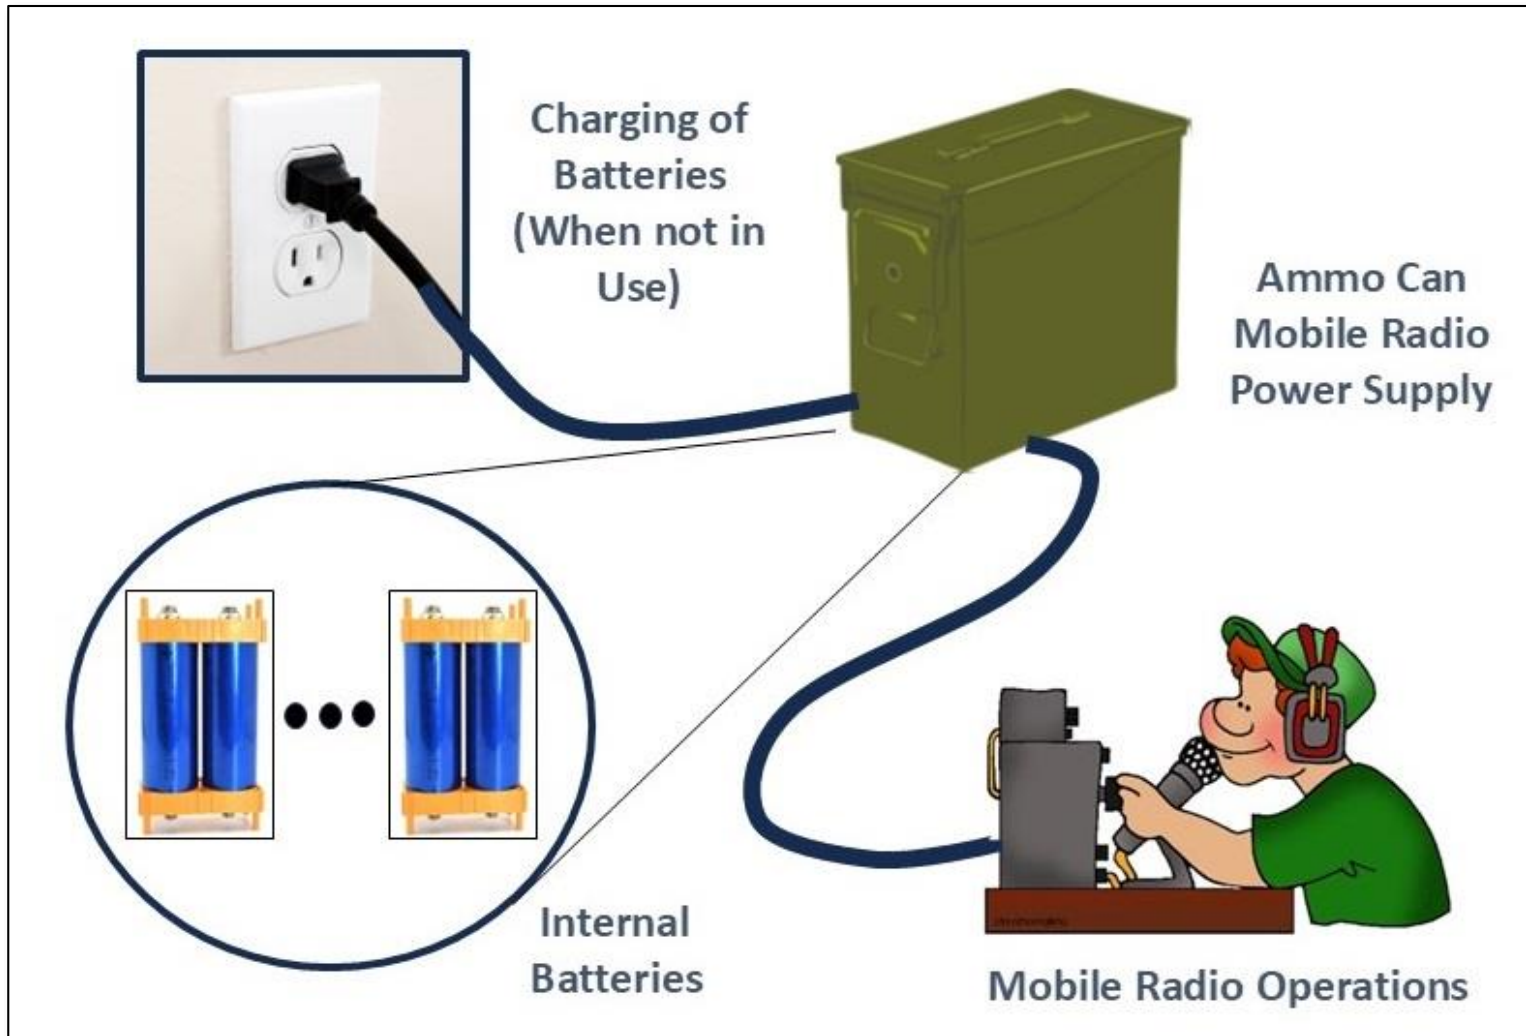 Charging of
Batteries
(When not in
Use)
Ammo Can
Mobile Radio
Power Supply
Internal
Batteries
Mobile Radio Operations